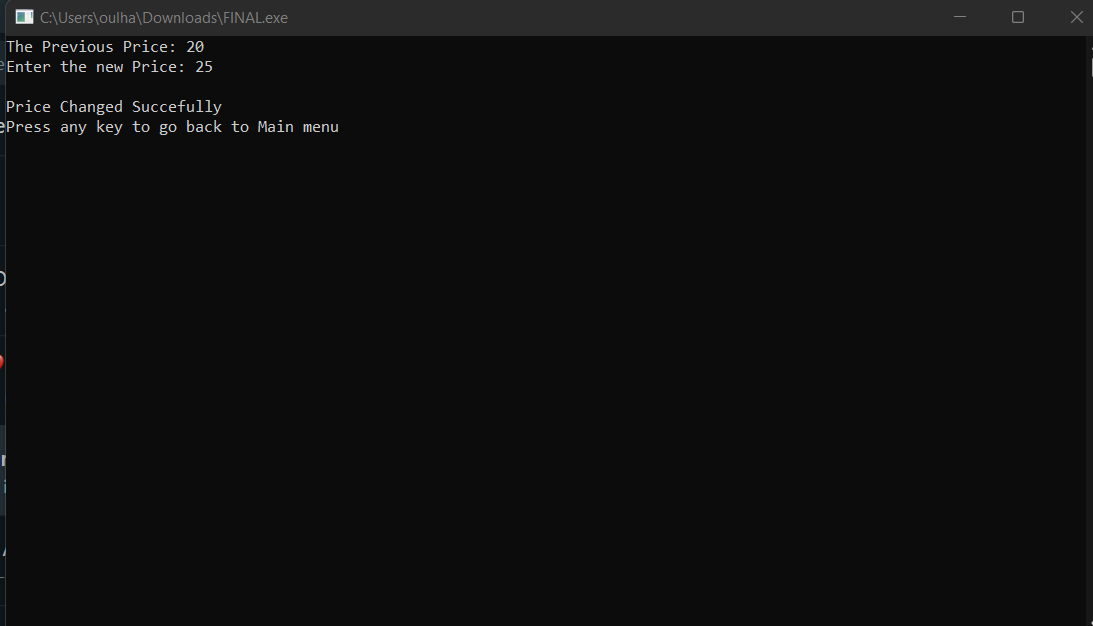 C:\Users\oulha\Downloads\FINAL.exe
The Previous Price: 20
Enter the new Price: 25
Price Changed Succefully
Press any key to go back to Main menu